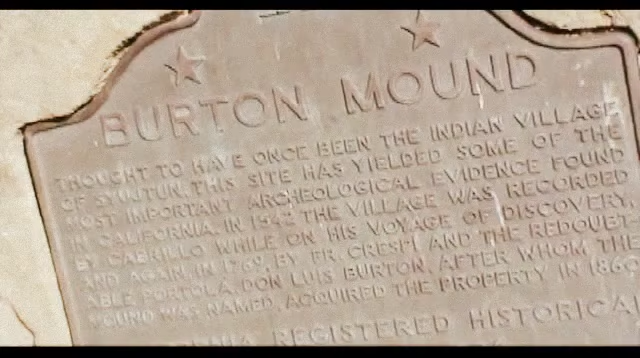 BURTON MOUND
THOUGHT TO HAVE ONCE BEEN THE INDIAN VILLAGE
OF SYUJTUN, THIS SITE HAS YIELDED SOME OF THE
MOST IMPORTANT ARCHEOLOGICAL EVIDENCE FOUND
IN CALIFORNIA. IN 1542 THE VILLAGE WAS RECORDED
BY CABRILLO WHILE ON HIS VOYAGE OF DISCOVERY,
AND AGAIN, IN 1769, BY FR. CRESPI AND THE REDOUBT-
ABLE PORTOLA. DON LUIS BURTON, AFTER WHOM THE
MOUND WAS NAMED, ACQUIRED THE PROPERTY IN 1860
REGISTERED HISTORICAL